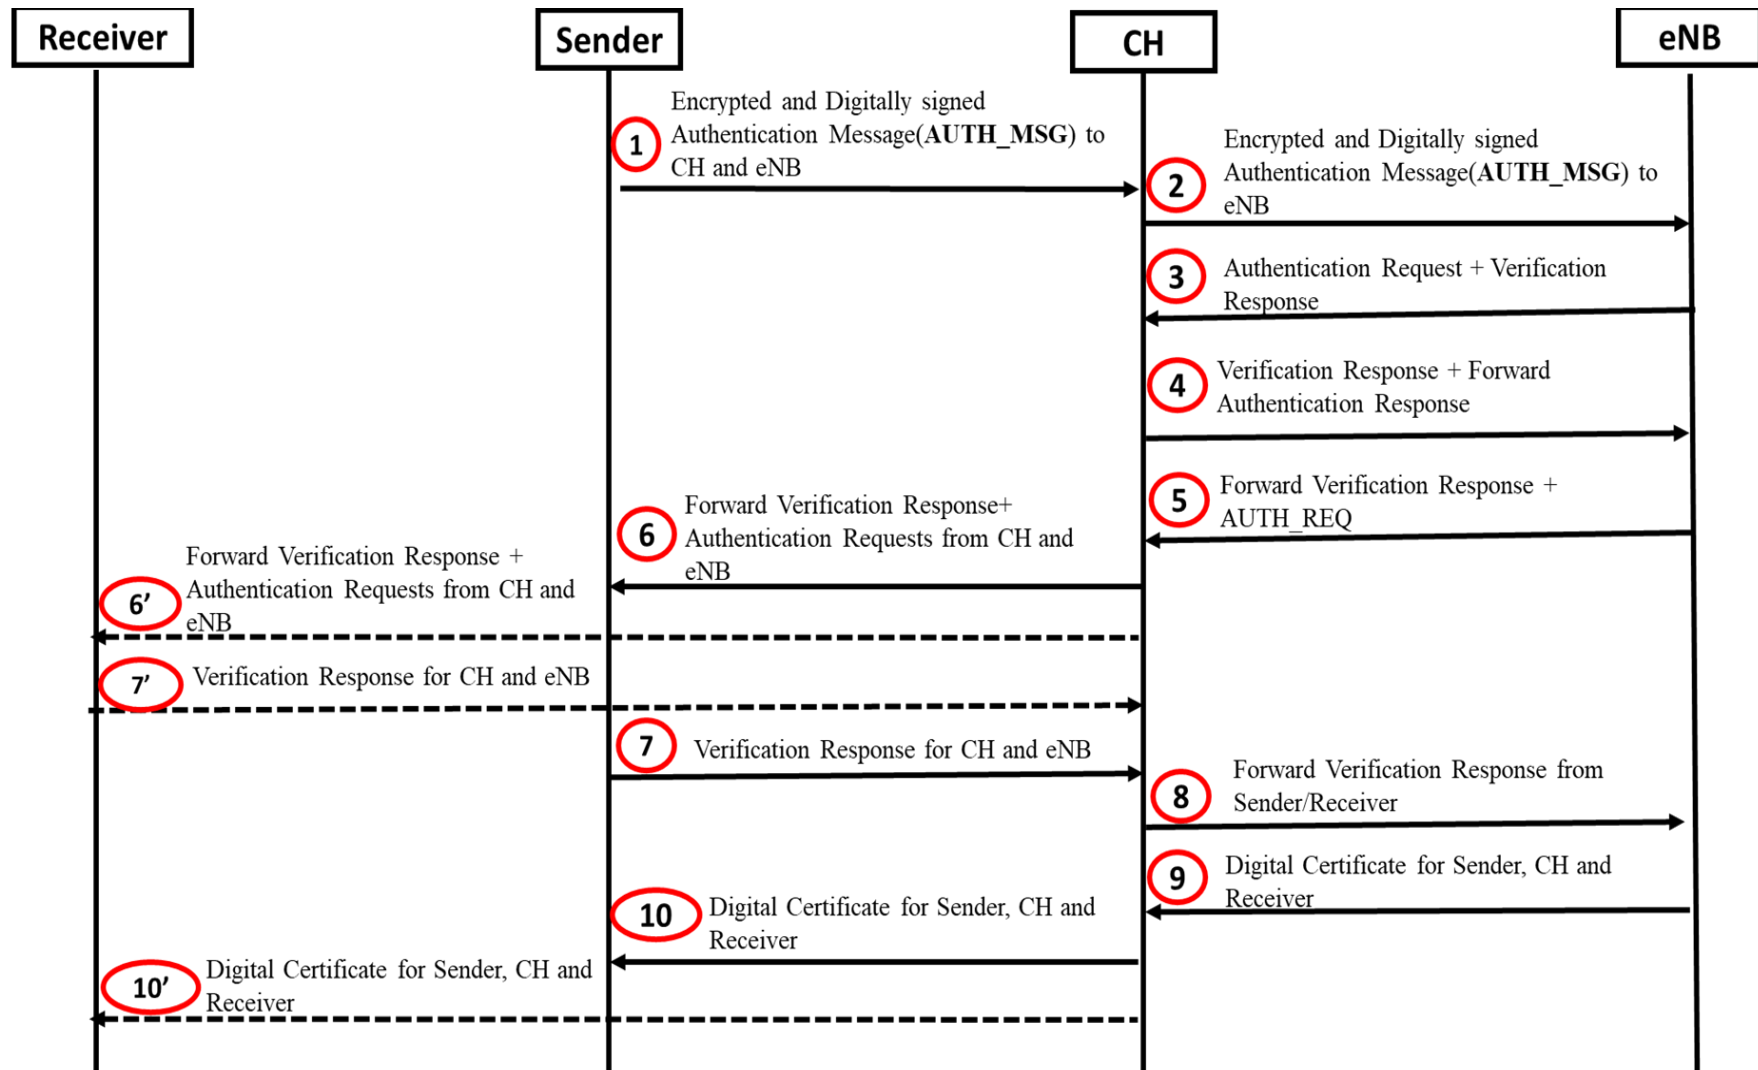 Receiver
Sender
CH
eNB
Encrypted and Digitally signed
Authentication Message(AUTH_MSG) to
CH and eNB
1
Encrypted and Digitally signed
Authentication Message(AUTH_MSG) to
eNB
2
3
Authentication Request + Verification
Response
4
Verification Response + Forward
Authentication Response
5
Forward Verification Response +
AUTH_REQ
6
Forward Verification Response+
Authentication Requests from CH and
eNB
6’
Forward Verification Response +
Authentication Requests from CH and
eNB
7’
Verification Response for CH and eNB
7
Verification Response for CH and eNB
8
Forward Verification Response from
Sender/Receiver
9
Digital Certificate for Sender, CH and
Receiver
10
Digital Certificate for Sender, CH and
Receiver
10’
Digital Certificate for Sender, CH and
Receiver